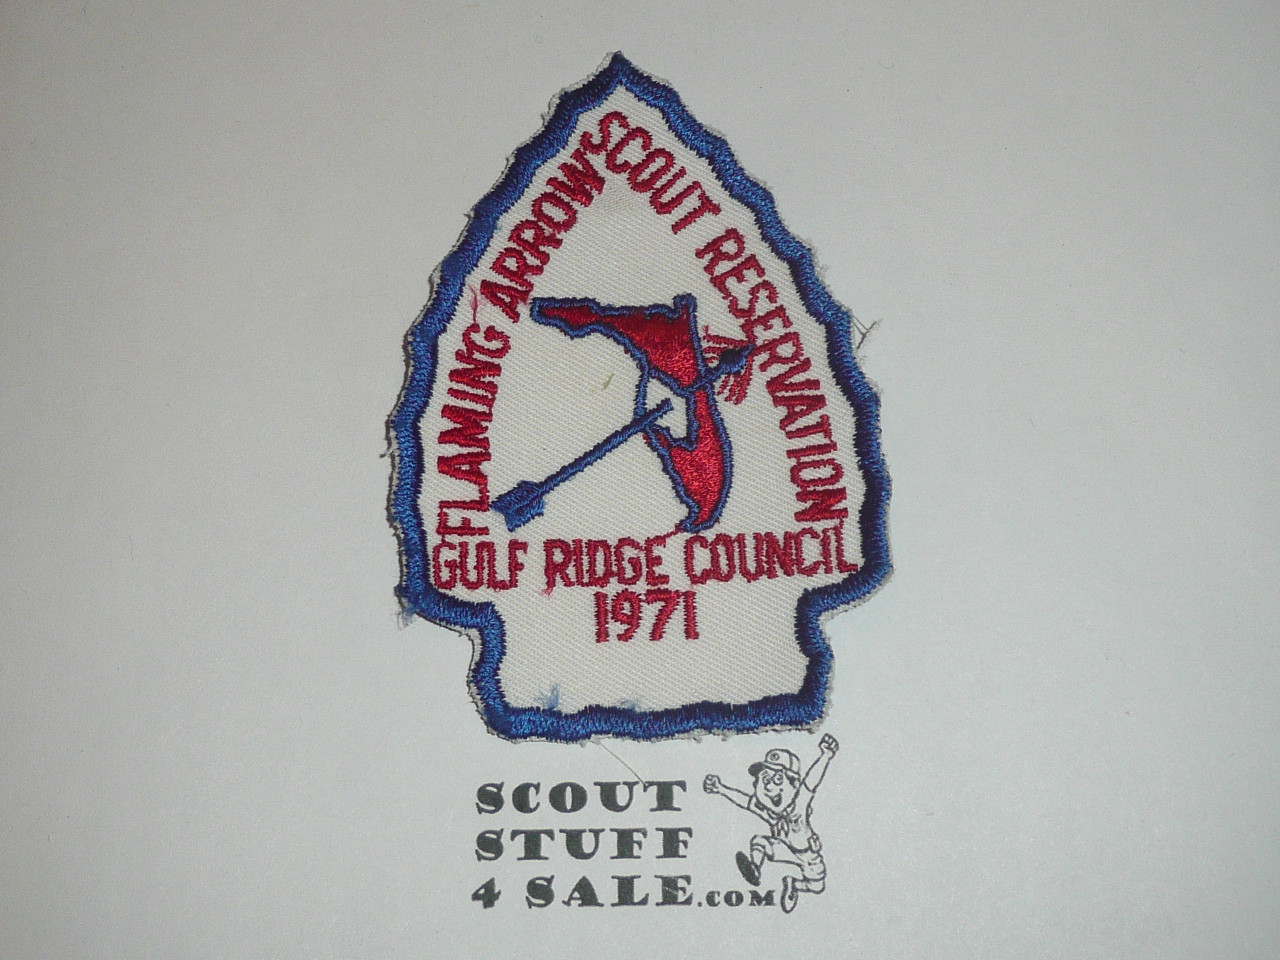 FLAMING ARROW SCOUT RESERVATION
GULF RIDGE COUNCIL
1971
SCOUT
STUFF
4 SALE.COM